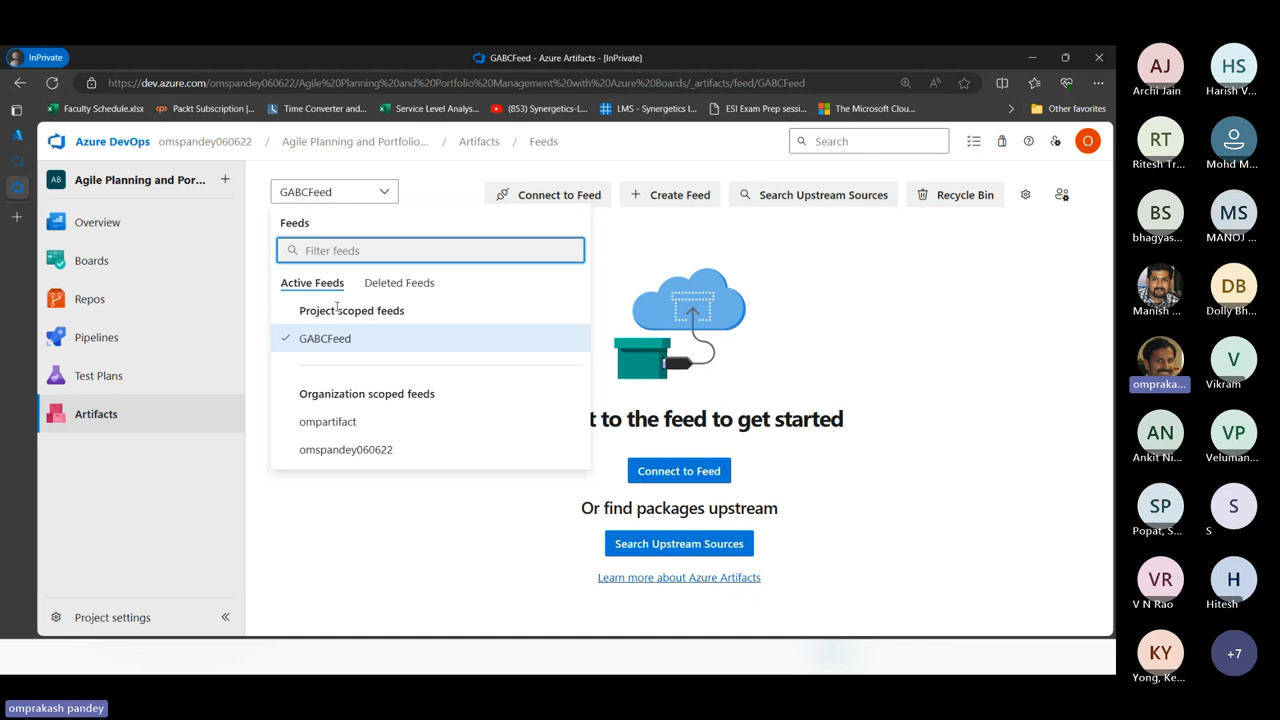 InPrivate
GABCFeed - Azure Artifacts - [InPrivate]
https://dev.azure.com/omspandey060622/Agile%20Planning%20and%20Portfolio%20Management%20with%20Azure%20Boards/_artifacts/feed/GABCFeed
Faculty Schedule.xlsx
Packt Subscription |...
Time Converter and...
Service Level Analys...
(853) Synergetics-L...
LMS - Synergetics I...
ESI Exam Prep sessi...
The Microsoft Clou...
Other favorites
Azure DevOps
omspandey060622 / Agile Planning and Portfolio... / Artifacts / Feeds
Search
O
AB
Agile Planning and Por...
Overview
Boards
Repos
Pipelines
Test Plans
Artifacts
Project settings
GABCFeed
Connect to Feed
Create Feed
Search Upstream Sources
Recycle Bin
Feeds
Filter feeds
Active Feeds
Deleted Feeds
Project scoped feeds
GABCFeed
Organization scoped feeds
ompartifact
omspandey060622
t to the feed to get started
Connect to Feed
Or find packages upstream
Search Upstream Sources
Learn more about Azure Artifacts
AJ
Archi Jain
HS
Harish V...
RT
Ritesh Tr...
Mohd M...
BS
bhagyas...
MS
MANOJ ...
Manish ...
DB
Dolly Bh...
ompraka...
V
Vikram
AN
Ankit Ni...
VP
Veluman...
SP
Popat, S...
S
S
VR
V N Rao
H
Hitesh
KY
Yong, Ke...
+7
omprakash pandey